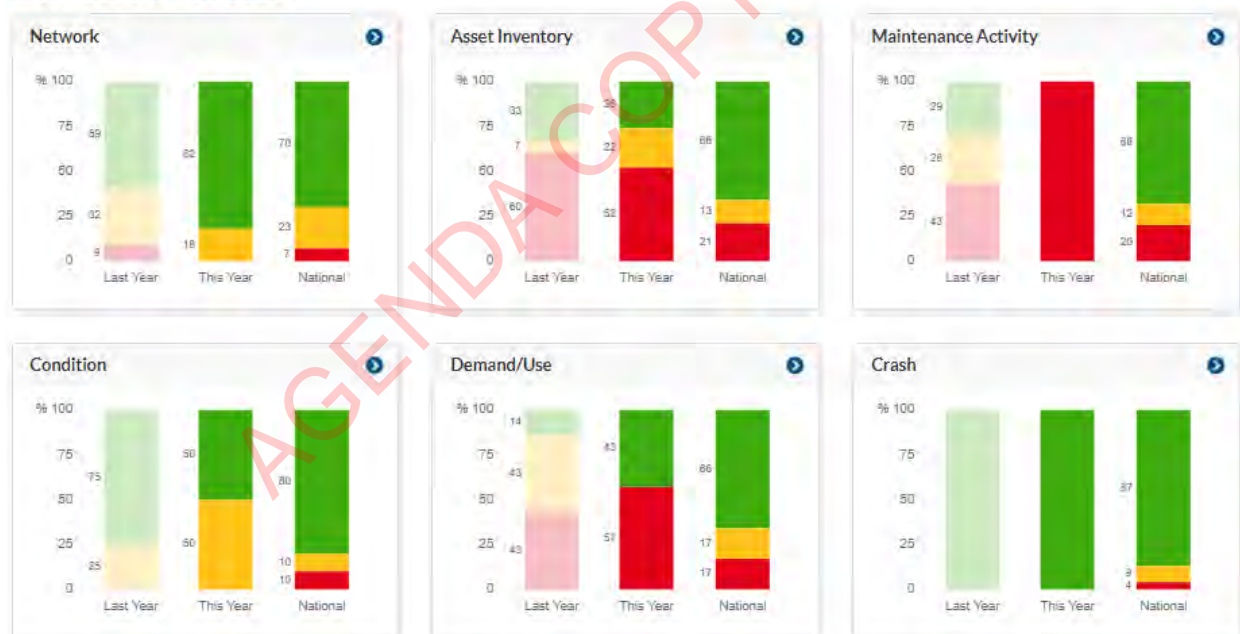 Network
% 100
75
50
25
0
59
32
9
82
18
70
23
7
Last Year
This Year
National
Asset Inventory
% 100
75
50
25
0
33
7
60
26
22
52
66
13
21
Last Year
This Year
National
Maintenance Activity
% 100
75
50
25
0
29
28
43
68
12
20
Last Year
This Year
National
Condition
% 100
75
50
25
0
75
25
50
50
80
10
10
Last Year
This Year
National
Demand/Use
% 100
75
50
25
0
14
43
43
43
57
66
17
17
Last Year
This Year
National
Crash
% 100
75
50
25
0
87
9
4
Last Year
This Year
National
AGENDA COP